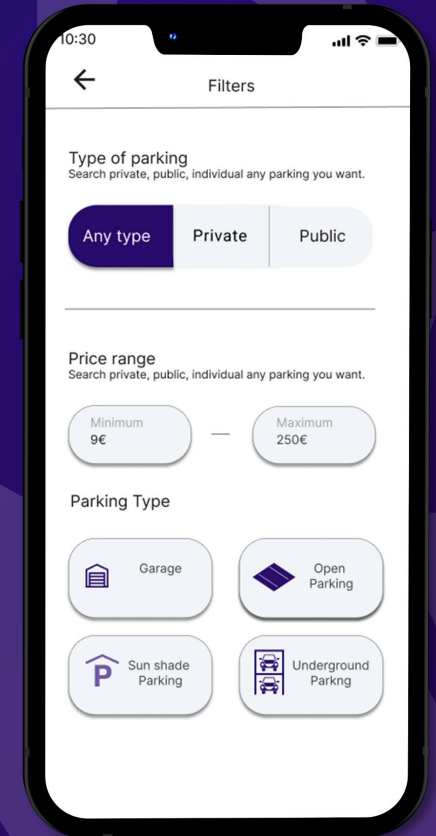 10:30
Filters
Type of parking
Search private, public, individual any parking you want.
Any type
Private
Public
Price range
Search private, public, individual any parking you want.
Minimum
9€
—
Maximum
250€
Parking Type
Garage
Open
Parking
P
Sun shade
Parking
Underground
Parkng